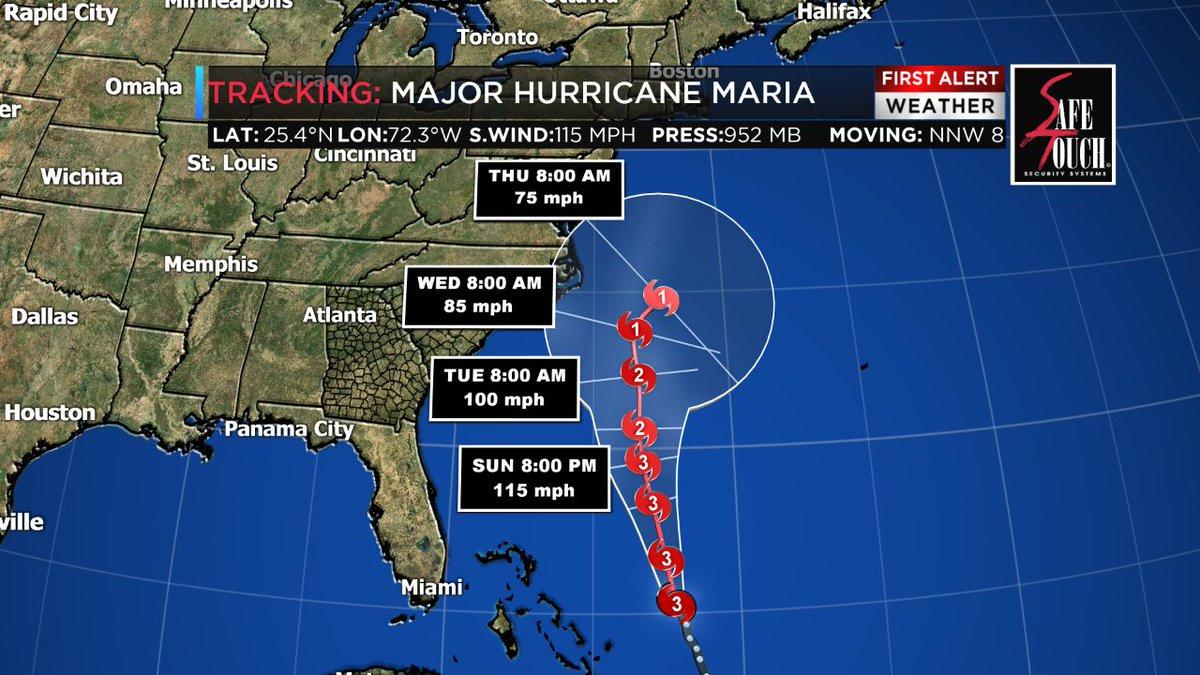 Rapid City
Minneapolis
Ottawa
Halifax
Toronto
Omaha
Chicago
Boston
TRACKING: MAJOR HURRICANE MARIA
FIRST ALERT
WEATHER
LAT: 25.4°N LON:72.3°W S.WIND:115 MPH PRESS:952 MB MOVING: NNW 8
SAFE
TOUCH
SECURITY SYSTEMS
er
St. Louis
Cincinnati
Wichita
THU 8:00 AM
75 mph
Memphis
WED 8:00 AM
85 mph
1
Dallas
Atlanta
1
TUE 8:00 AM
100 mph
2
Houston
Panama City
2
SUN 8:00 PM
115 mph
3
3
ville
3
Miami
3